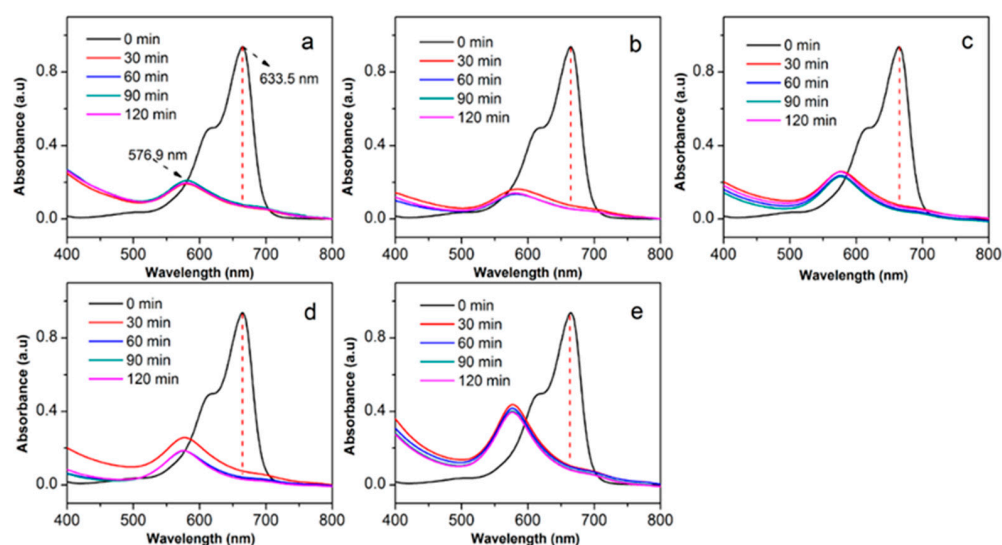 a
0 min
30 min
60 min
90 min
120 min
633.5 nm
576.9 nm
Absorbance (a.u)
0.8
0.4
0.0
400 500 600 700 800
Wavelength (nm)
b
0 min
30 min
60 min
90 min
120 min
Absorbance (a.u)
0.8
0.4
0.0
400 500 600 700 800
Wavelength (nm)
c
0 min
30 min
60 min
90 min
120 min
Absorbance (a.u)
0.8
0.4
0.0
400 500 600 700 800
Wavelength (nm)
d
0 min
30 min
60 min
90 min
120 min
Absorbance (a.u)
0.8
0.4
0.0
400 500 600 700 800
Wavelength (nm)
e
0 min
30 min
60 min
90 min
120 min
Absorbance (a.u)
0.8
0.4
0.0
400 500 600 700 800
Wavelength (nm)